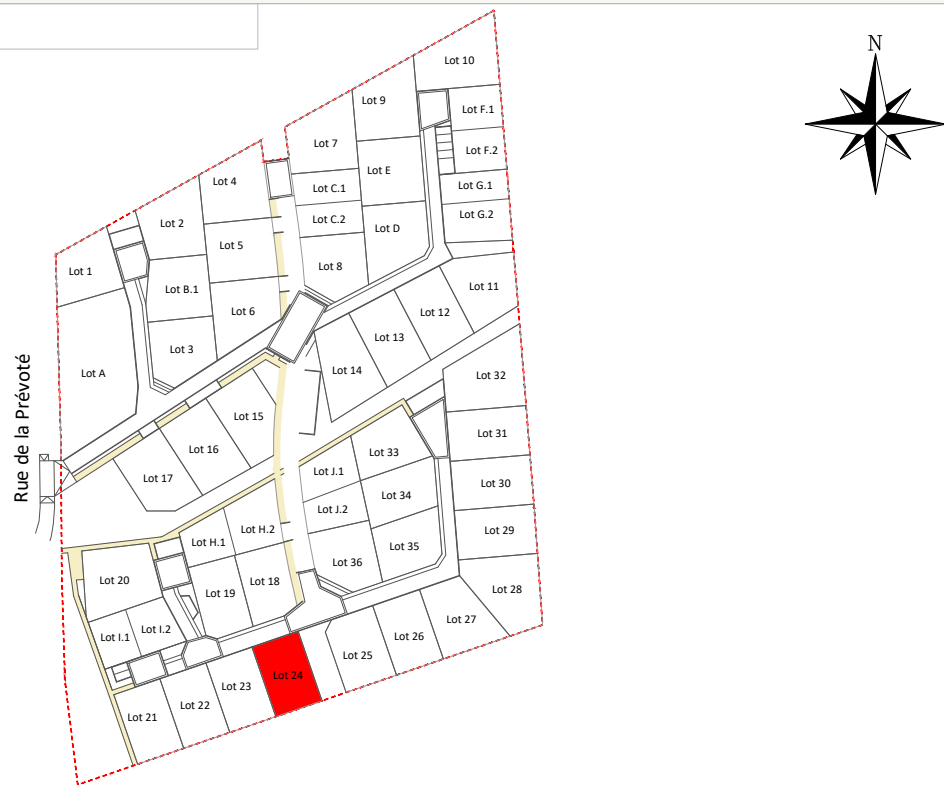 N
Lot 10
Lot 9
Lot F.1
Lot 7
Lot F.2
Lot E
Lot 4
Lot C.1
Lot G.1
Lot 2
Lot C.2
Lot G.2
Lot D
Lot 5
Lot 1
Lot 8
Lot B.1
Lot 11
Lot 6
Lot 12
Lot 13
Lot 3
Lot 14
Lot A
Lot 32
Lot 15
Lot 31
Lot 16
Lot 33
Rue de la Prévoté
Lot 17
Lot J.1
Lot 30
Lot 34
Lot J.2
Lot 29
Lot H.2
Lot H.1
Lot 35
Lot 36
Lot 20
Lot 18
Lot 28
Lot 19
Lot 27
Lot I.2
Lot I.1
Lot 26
Lot 25
Lot 24
Lot 23
Lot 22
Lot 21